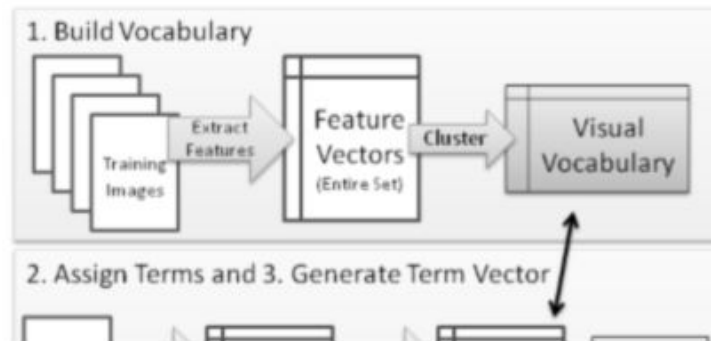 1. Build Vocabulary
Training
Images
Extract
Features
Feature
Vectors
(Entire Set)
Cluster
Visual
Vocabulary
2. Assign Terms and 3. Generate Term Vector